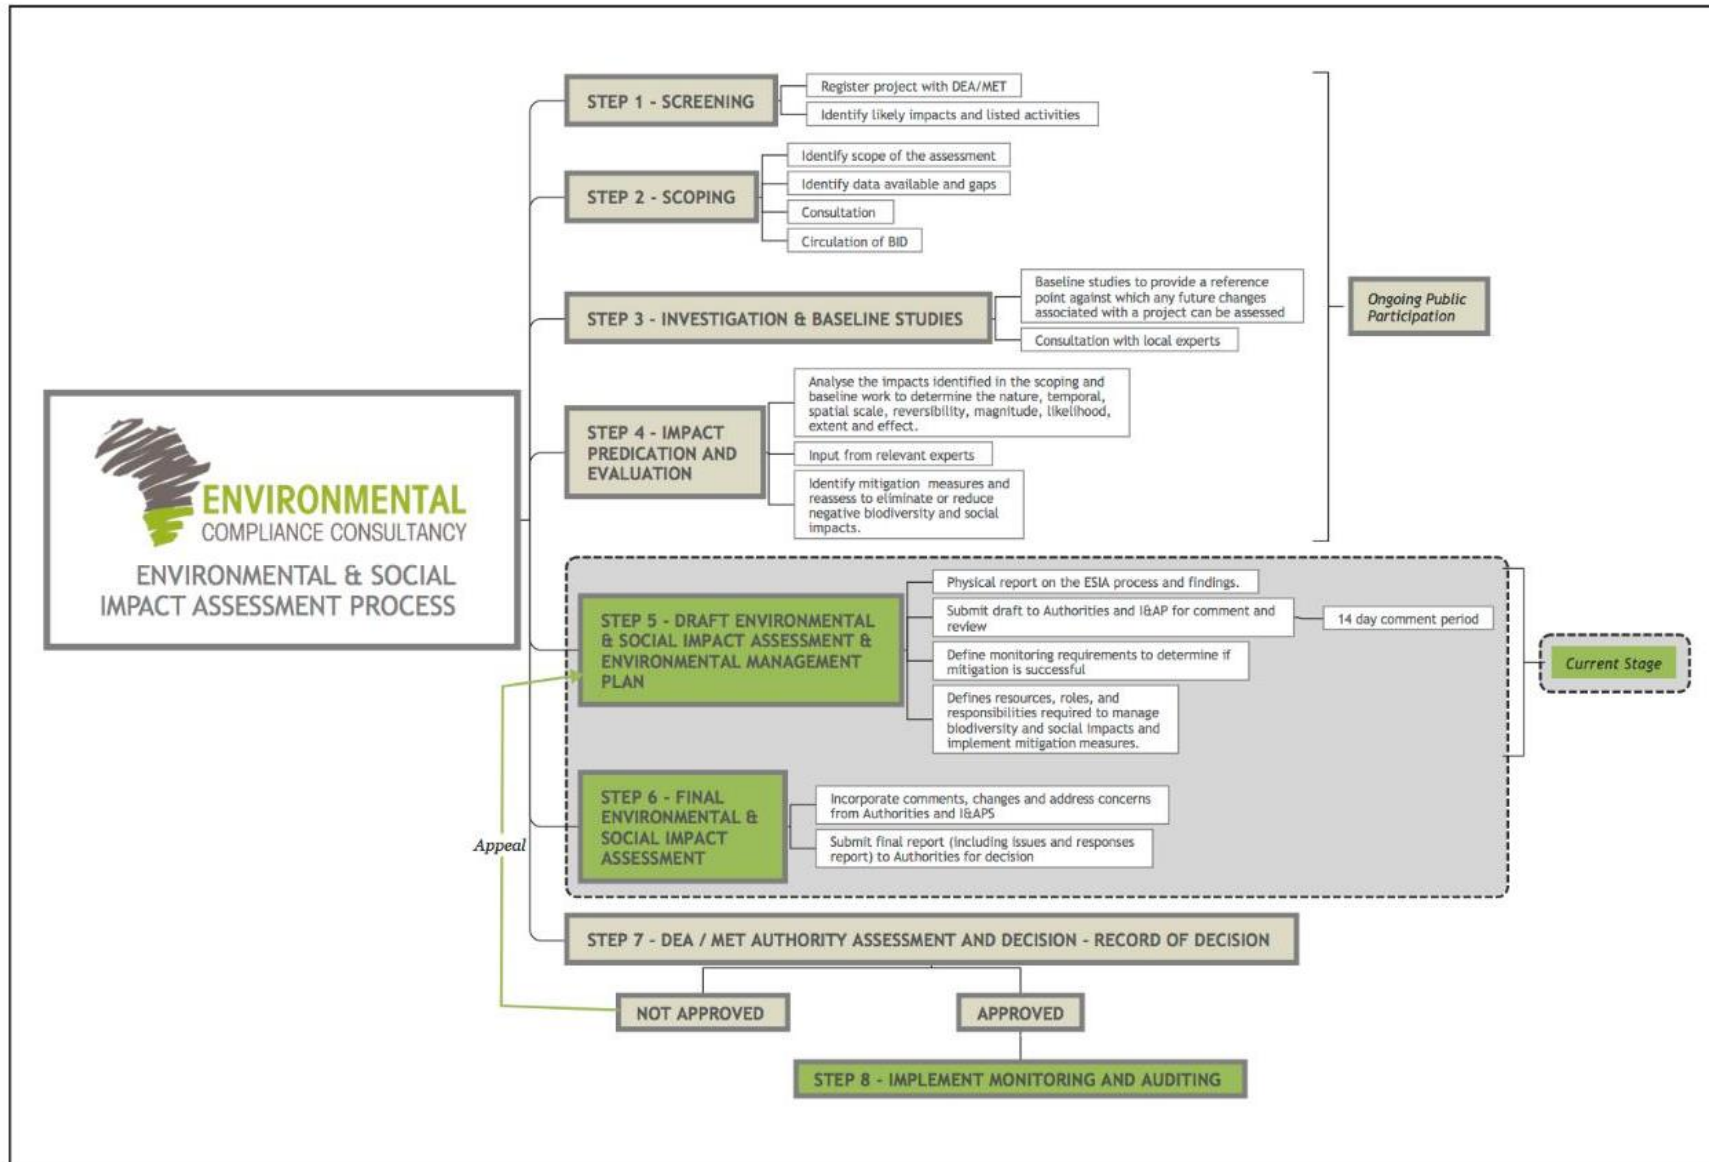 STEP 1 - SCREENING
Register project with DEA/MET
Identify likely impacts and listed activities
STEP 2 - SCOPING
Identify scope of the assessment
Identify data available and gaps
Consultation
Circulation of BID
STEP 3 - INVESTIGATION & BASELINE STUDIES
Baseline studies to provide a reference
point against which any future changes
associated with a project can be assessed
Consultation with local experts
Ongoing Public
Participation
STEP 4 - IMPACT
PREDICATION AND
EVALUATION
Analyse the impacts identified in the scoping and
baseline work to determine the nature, temporal,
spatial scale, reversibility, magnitude, likelihood,
extent and effect.
Input from relevant experts
Identify mitigation measures and
reassess to eliminate or reduce
negative biodiversity and social
impacts.
ENVIRONMENTAL
COMPLIANCE CONSULTANCY
ENVIRONMENTAL & SOCIAL
IMPACT ASSESSMENT PROCESS
STEP 5 - DRAFT ENVIRONMENTAL
& SOCIAL IMPACT ASSESSMENT &
ENVIRONMENTAL MANAGEMENT
PLAN
Physical report on the ESIA process and findings.
Submit draft to Authorities and I&AP for comment and
review
14 day comment period
Define monitoring requirements to determine if
mitigation is successful
Defines resources, roles, and
responsibilities required to manage
biodiversity and social impacts and
implement mitigation measures.
Current Stage
STEP 6 - FINAL
ENVIRONMENTAL &
SOCIAL IMPACT
ASSESSMENT
Incorporate comments, changes and address concerns
from Authorities and I&APS
Submit final report (including issues and responses
report) to Authorities for decision
Appeal
STEP 7 - DEA / MET AUTHORITY ASSESSMENT AND DECISION - RECORD OF DECISION
NOT APPROVED
APPROVED
STEP 8 - IMPLEMENT MONITORING AND AUDITING